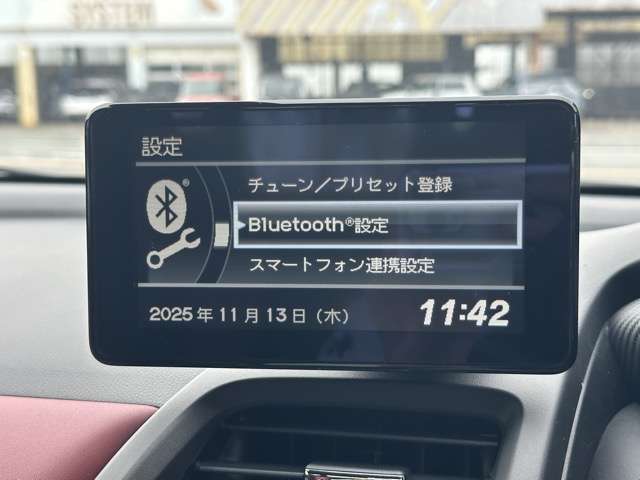 SYSTEM
設定
チューン／プリセット登録
Bluetooth®設定
®
スマートフォン連携設定
2025年11月13日（木）
11:42